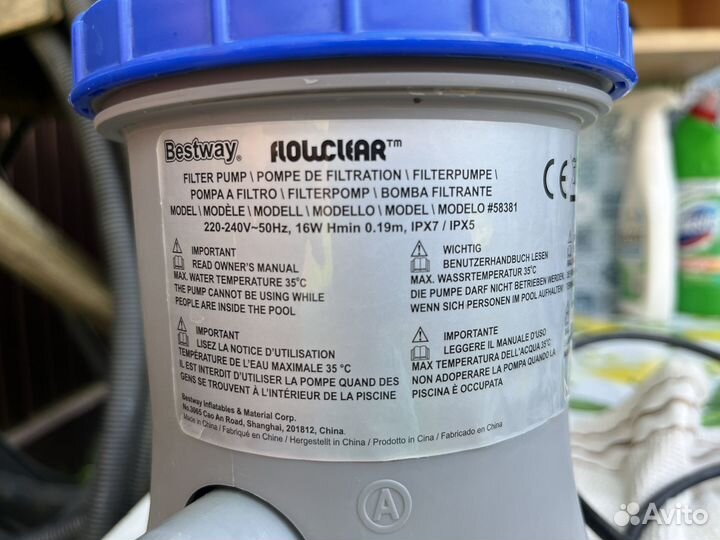 Bestway® FLOWCLEAR™
FILTER PUMP \ POMPE DE FILTRATION \ FILTERPUMPE \
POMPA A FILTRO \ FILTERPOMP \ BOMBA FILTRANTE
MODEL \ MODÈLE \ MODELL \ MODELLO \ MODEL \ MODELO #58381
220-240V~50Hz, 16W Hmin 0.19m, IPX7 / IPX5
CE
IMPORTANT
READ OWNER'S MANUAL
MAX. WATER TEMPERATURE 35°C
THE PUMP CANNOT BE USING WHILE
PEOPLE ARE INSIDE THE POOL
WICHTIG
BENUTZERHANDBUCH LESEN
MAX. WASSRTEMPERATUR 35°C
DIE PUMPE DARF NICHT BETRIEBEN WERDEN,
WENN SICH PERSONEN IM POOL AUFHALTEN
IMPORTANT
LISEZ LA NOTICE D'UTILISATION
TEMPÉRATURE DE L'EAU MAXIMALE 35 °C
IL EST INTERDIT D'UTILISER LA POMPE QUAND DES
GENS SE TROUVENT À L'INTÉRIEUR DE LA PISCINE
IMPORTANTE
LEGGERE IL MANUALE D'USO
MAX TEMPERATURA DELL'ACQUA 35°C
NON ADOPERARE LA POMPA QUANDO LA
PISCINA È OCCUPATA
Bestway Inflatables & Material Corp.
No.3065 Cao An Road, Shanghai, 201812, China.
Made in China / Fabriqué en Chine / Hergestellt in China / Prodotto in Cina / Fabricado en China
A
Avito